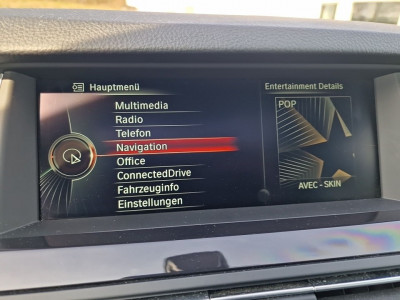 Hauptmenü
Multimedia
Radio
Telefon
Navigation
Office
ConnectedDrive
Fahrzeuginfo
Einstellungen
Entertainment Details
POP
AVEC - SKIN